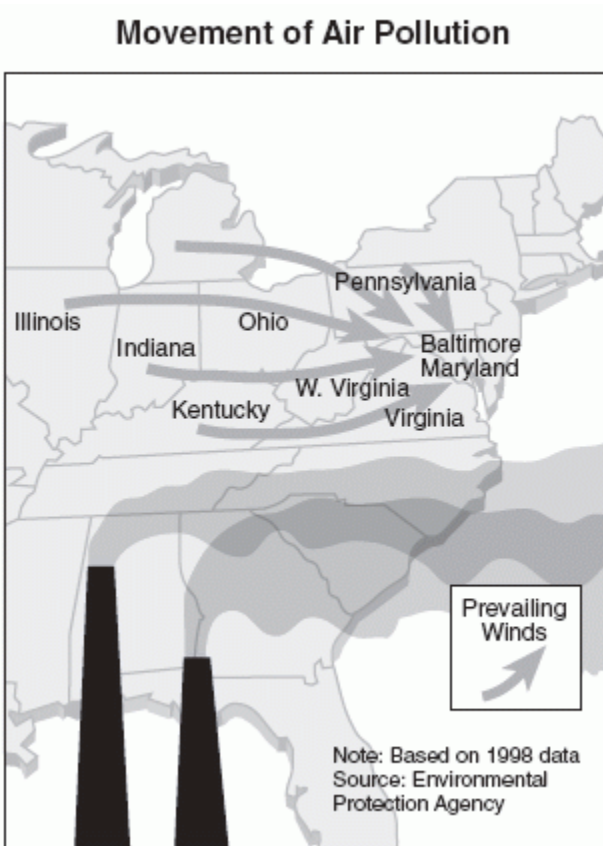 Movement of Air Pollution
Pennsylvania
Illinois
Ohio
Indiana
Baltimore
Maryland
W. Virginia
Kentucky
Virginia
Prevailing
Winds
Note: Based on 1998 data
Source: Environmental
Protection Agency